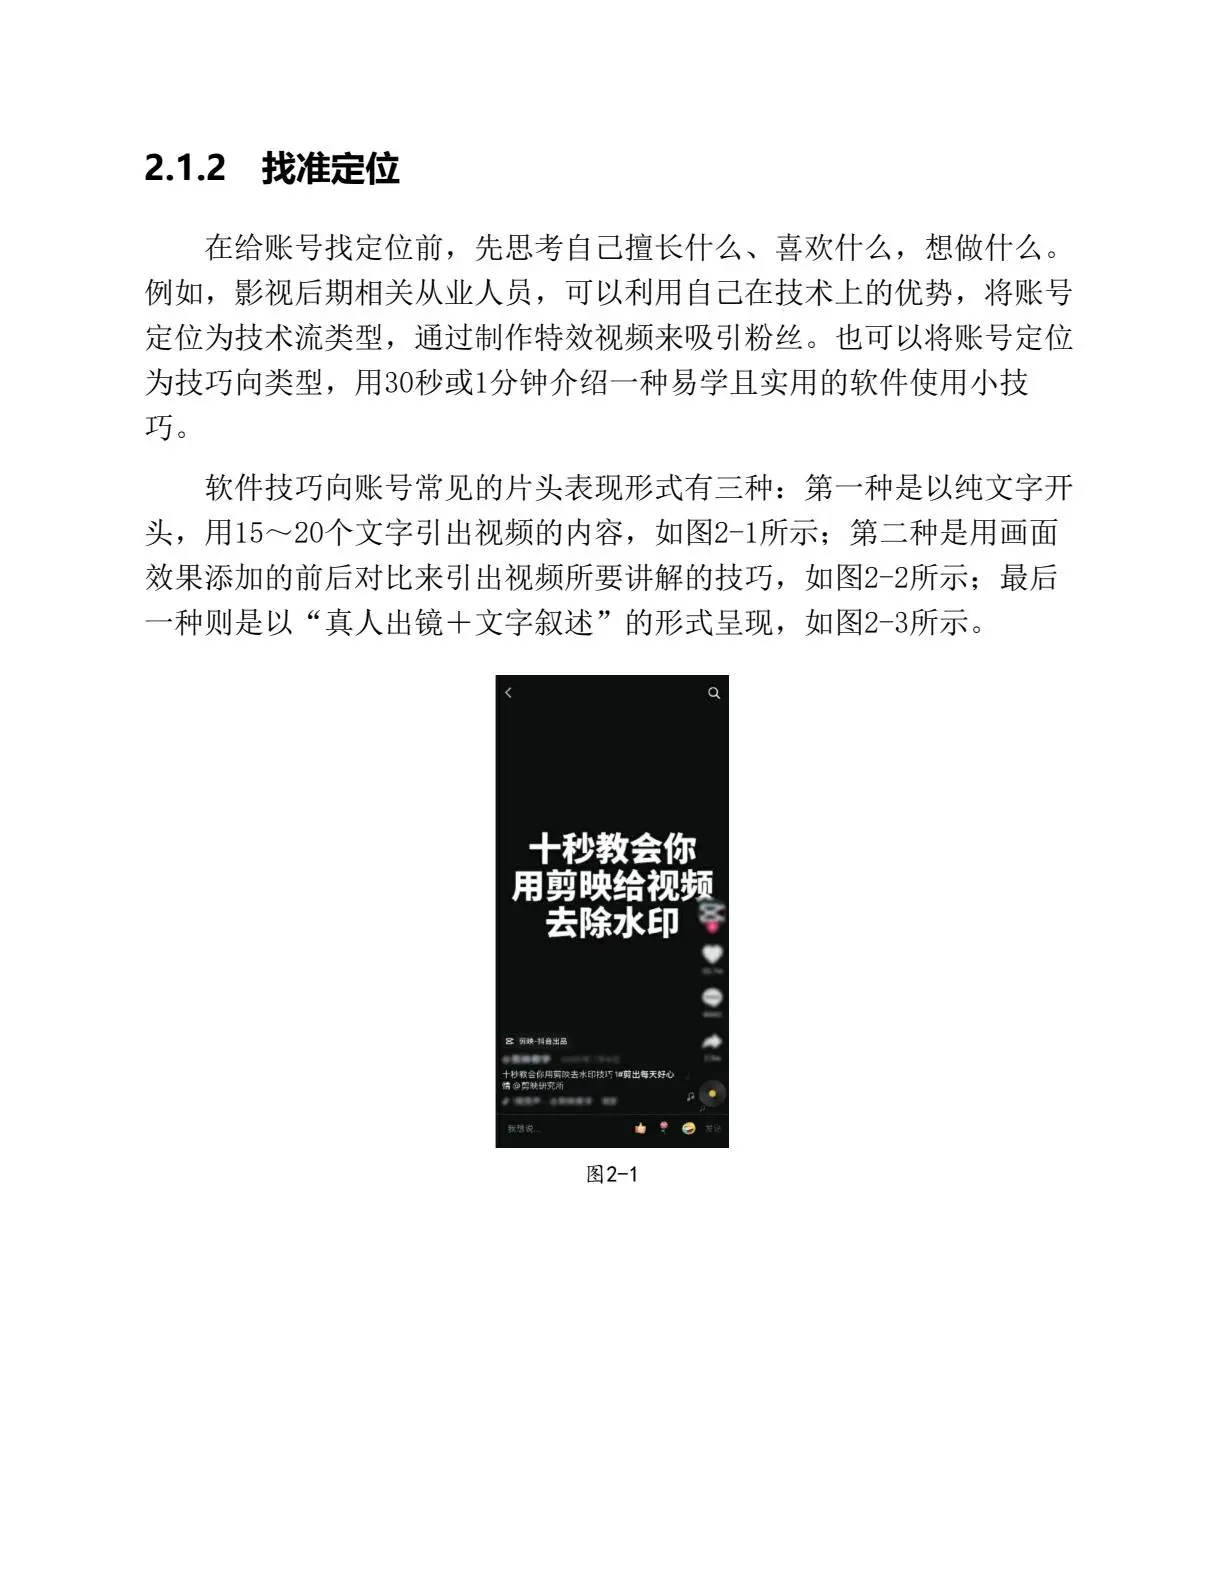 2.1.2 找准定位
在给账号找定位前，先思考自己擅长什么、喜欢什么，想做什么。
例如，影视后期相关从业人员，可以利用自己在技术上的优势，将账号
定位为技术流类型，通过制作特效视频来吸引粉丝。也可以将账号定位
为技巧向类型，用30秒或1分钟介绍一种易学且实用的软件使用小技
巧。
软件技巧向账号常见的片头表现形式有三种：第一种是以纯文字开
头，用15～20个文字引出视频的内容，如图2-1所示；第二种是用画面
效果添加的前后对比来引出视频所要讲解的技巧，如图2-2所示；最后
一种则是以“真人出镜＋文字叙述”的形式呈现，如图2-3所示。
十秒教会你
用剪映给视频
去除水印
剪映-抖音出品
十秒教会你用剪映去水印技巧1#剪出每天好心
情 @剪映研究所
我想说...
发送
图2-1